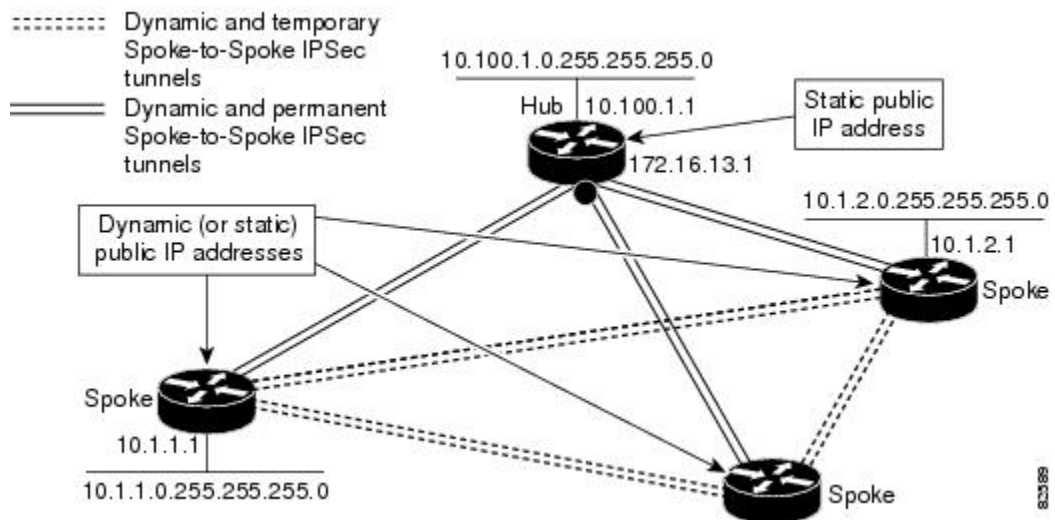 Dynamic and temporary
Spoke-to-Spoke IPSec
tunnels
Dynamic and permanent
Spoke-to-Spoke IPSec
tunnels
10.100.1.0.255.255.255.0
Hub
10.100.1.1
Static public
IP address
172.16.13.1
10.1.2.0.255.255.255.0
Dynamic (or static)
public IP addresses
10.1.2.1
Spoke
Spoke
10.1.1.1
10.1.1.0.255.255.255.0
Spoke
82589